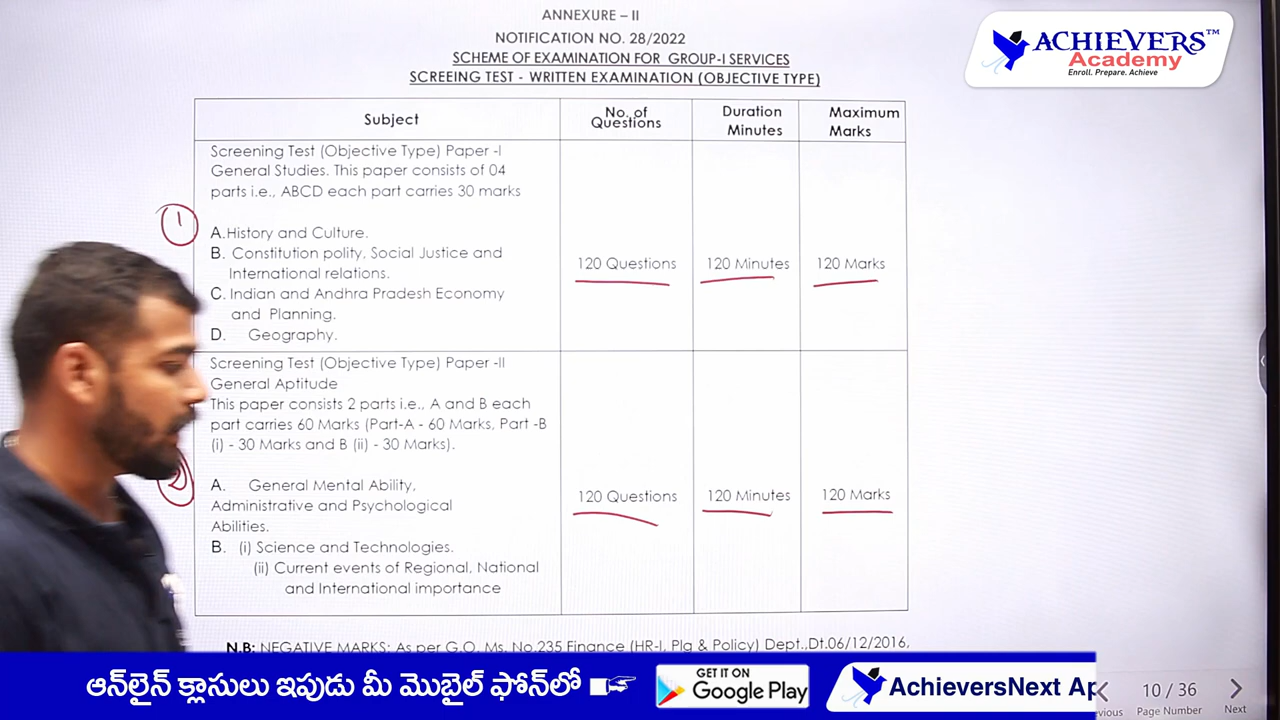 ANNEXURE – II
NOTIFICATION NO. 28/2022
SCHEME OF EXAMINATION FOR GROUP-I SERVICES
SCREEING TEST - WRITTEN EXAMINATION (OBJECTIVE TYPE)
ACHIEVERS™
Academy
Enroll. Prepare. Achieve
Subject
No. of
Questions
Duration
Minutes
Maximum
Marks
Screening Test (Objective Type) Paper -I
General Studies. This paper consists of 04
parts i.e., ABCD each part carries 30 marks
1
A.History and Culture.
B. Constitution polity, Social Justice and
International relations.
C. Indian and Andhra Pradesh Economy
and Planning.
D. Geography.
120 Questions
120 Minutes
120 Marks
Screening Test (Objective Type) Paper -II
General Aptitude
This paper consists 2 parts i.e., A and B each
part carries 60 Marks (Part-A - 60 Marks, Part -B
(i) - 30 Marks and B (ii) - 30 Marks).
2
A. General Mental Ability,
Administrative and Psychological
Abilities.
B. (i) Science and Technologies.
(ii) Current events of Regional, National
and International importance
120 Questions
120 Minutes
120 Marks
N.B: NEGATIVE MARKS: As per G.O. Ms. No.235 Finance (HR-I, Plg & Policy) Dept.,Dt.06/12/2016,
ఆన్‌లైన్ క్లాసులు ఇపుడు మీ మొబైల్ ఫోన్‌లో
GET IT ON
Google Play
AchieversNext Ap
10 / 36
Page Number
Next